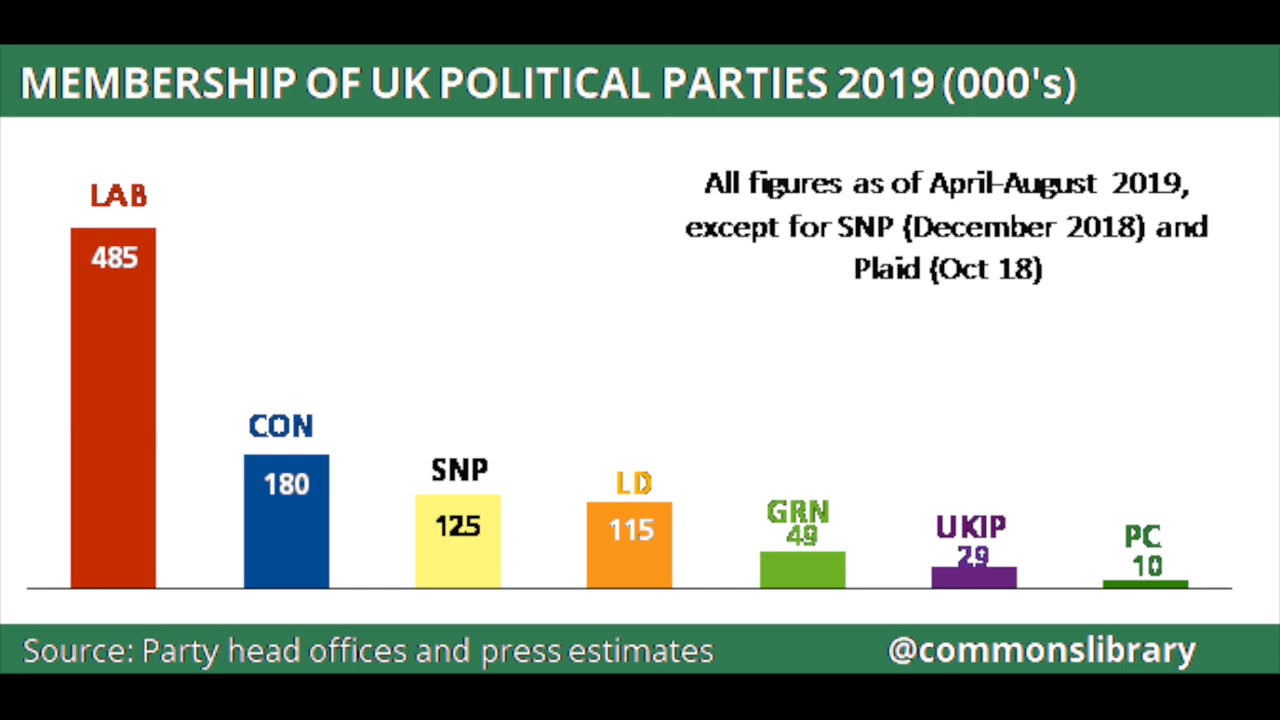 MEMBERSHIP OF UK POLITICAL PARTIES 2019 (000's)
All figures as of April-August 2019,
except for SNP (December 2018) and
Plaid (Oct 18)
LAB
485
CON
180
SNP
125
LD
115
GRN
49
UKIP
29
PC
10
Source: Party head offices and press estimates
@commonslibrary